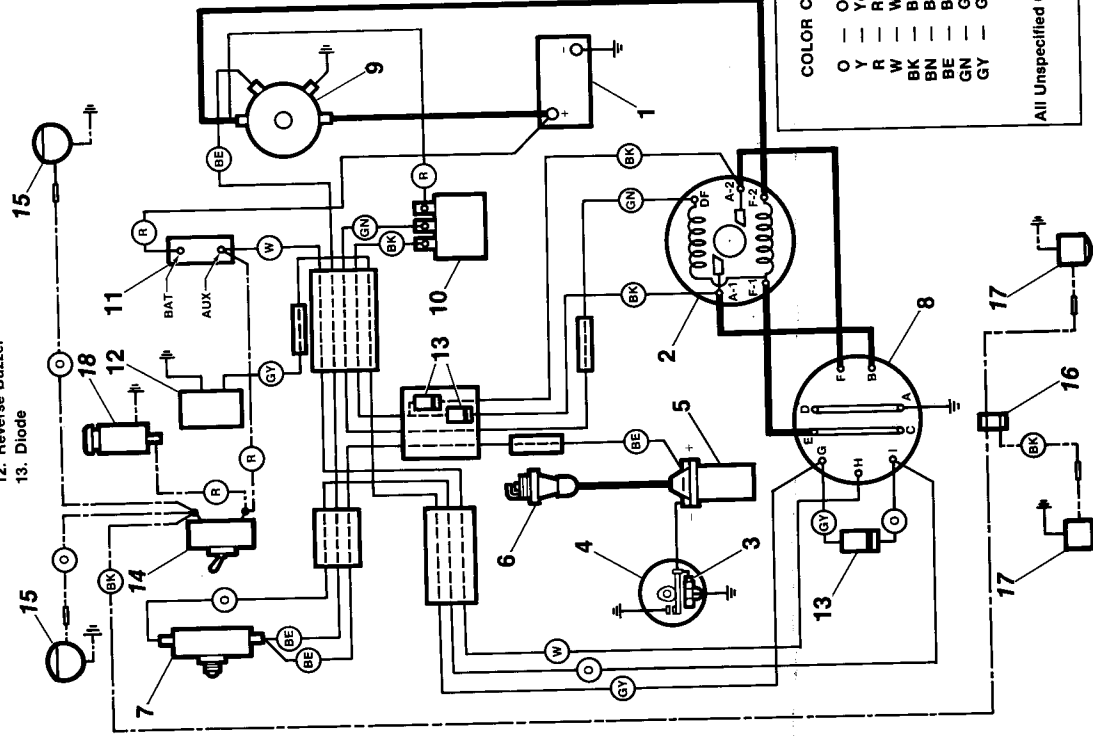 12. Reverse Buzzer
13. Diode
15
O
R
BAT
AUX
11
W
BE
9
1
+
-
R
18
12
GY
GN
BK
R
10
COLOR C
O — O
Y — Ye
R — R
W — W
BK — B
BN — B
BE — B
GN — G
GY — G
All Unspecified
15
O
BK
14
R
R
O
BE
BE
7
13
BK
GN
BK
DF
A-2
F-2
A-1
F-1
2
BE
6
5
+
-
4
3
W
O
GY
GY
O
13
E
D
F
B
A
C
G
H
I
8
17
16
BK
17